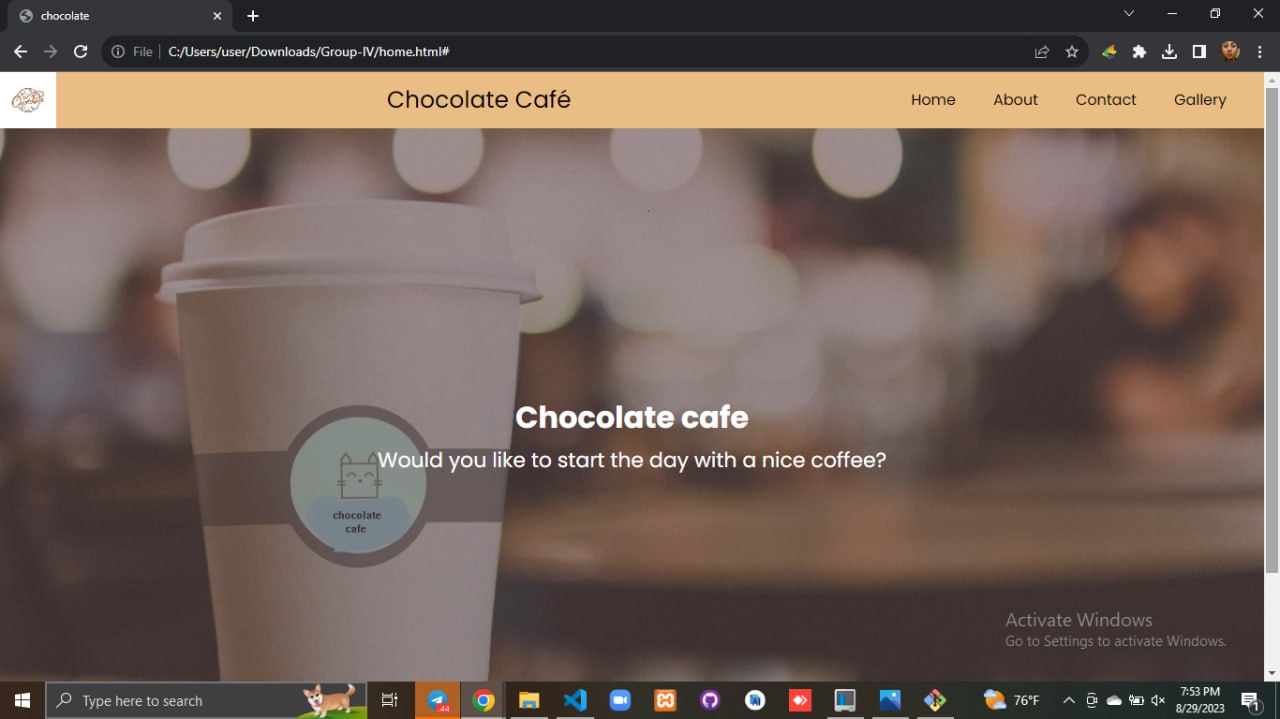 chocolate
File
C:/Users/user/Downloads/Group-IV/home.html#
Chocolate Café
Home
About
Contact
Gallery
Chocolate cafe
Would you like to start the day with a nice coffee?
chocolate
cafe
Activate Windows
Go to Settings to activate Windows.
Type here to search
44
76°F
7:53 PM
8/29/2023
1